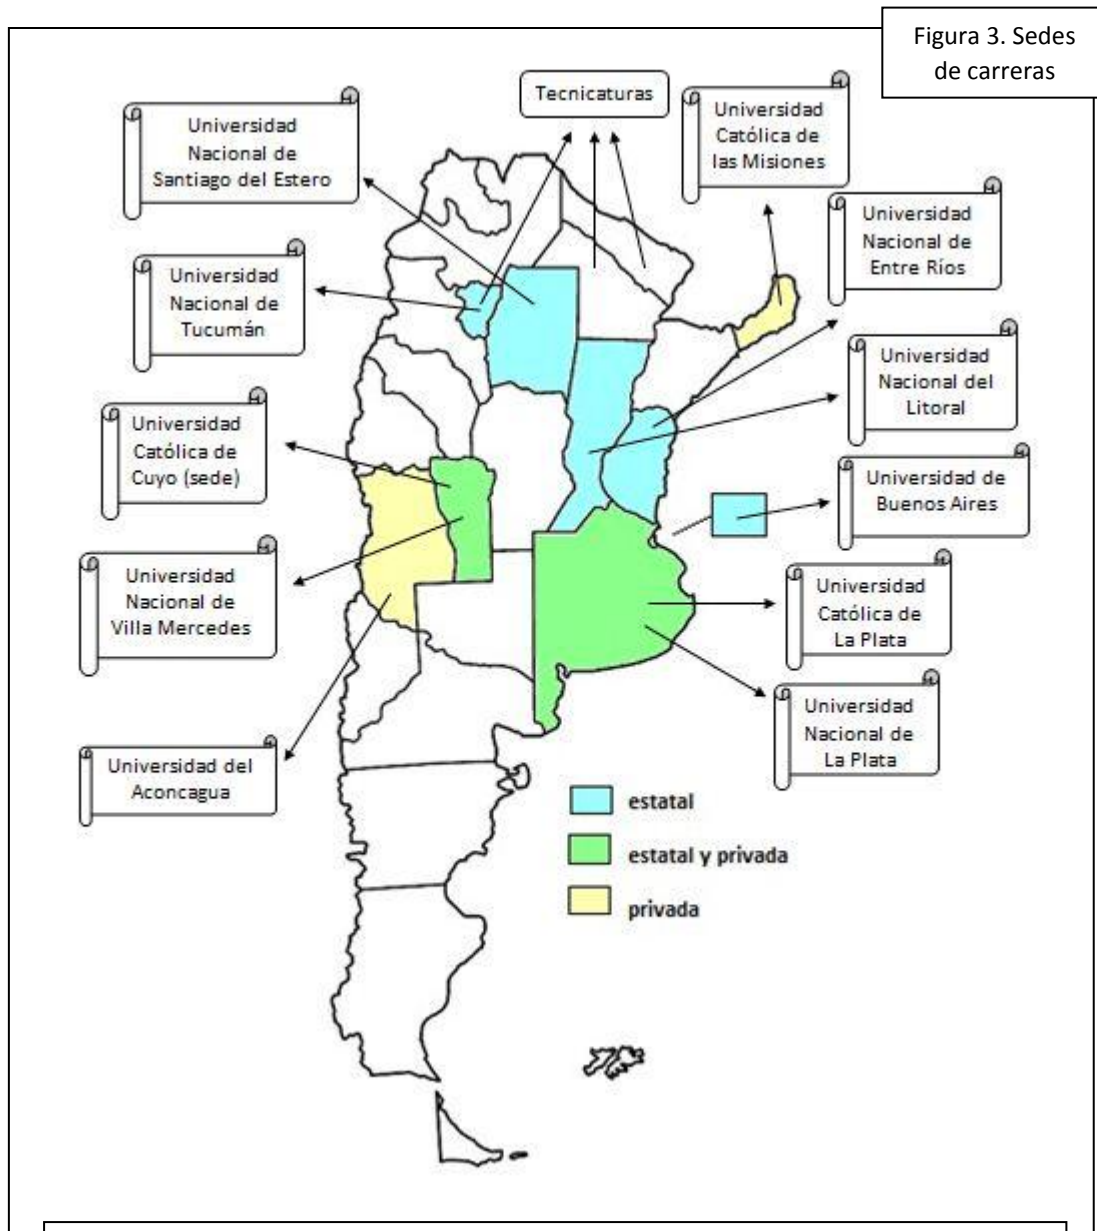 Figura 3. Sedes
de carreras
Tecnicaturas
Universidad
Nacional de
Santiago del Estero
Universidad
Católica de
las Misiones
Universidad
Nacional de
Entre Ríos
Universidad
Nacional de
Tucumán
Universidad
Nacional del
Litoral
Universidad
Católica de
Cuyo (sede)
Universidad de
Buenos Aires
Universidad
Nacional de
Villa Mercedes
Universidad
Católica de
La Plata
Universidad
Nacional de
La Plata
Universidad del
Aconcagua
estatal
estatal y privada
privada